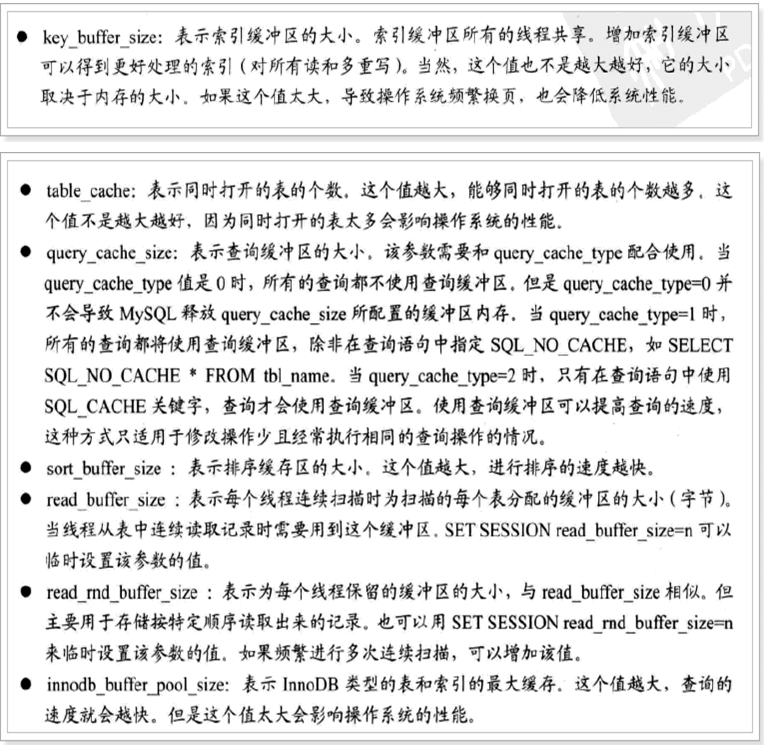 ● key_buffer_size: 表示索引缓冲区的大小。索引缓冲区所有的线程共享。增加索引缓冲区
可以得到更好处理的索引(对所有读和多重写)。当然，这个值也不是越大越好，它的大小
取决于内存的大小。如果这个值太大，导致操作系统频繁换页，也会降低系统性能。
● table_cache: 表示同时打开的表的个数。这个值越大，能够同时打开的表的个数越多。这
个值不是越大越好，因为同时打开的表太多会影响操作系统的性能。
● query_cache_size: 表示查询缓冲区的大小。该参数需要和 query_cache_type 配合使用。当
query_cache_type 值是 0 时，所有的查询都不使用查询缓冲区。但是 query_cache_type=0 并
不会导致 MySQL 释放 query_cache_size 所配置的缓冲区内存。当 query_cache_type=1 时，
所有的查询都将使用查询缓冲区，除非在查询语句中指定 SQL_NO_CACHE，如 SELECT
SQL_NO_CACHE * FROM tbl_name。当 query_cache_type=2 时，只有在查询语句中使用
SQL_CACHE 关键字，查询才会使用查询缓冲区。使用查询缓冲区可以提高查询的速度，
这种方式只适用于修改操作少且经常执行相同的查询操作的情况。
● sort_buffer_size : 表示排序缓存区的大小。这个值越大，进行排序的速度越快。
● read_buffer_size : 表示每个线程连续扫描时为扫描的每个表分配的缓冲区的大小(字节)。
当线程从表中连续读取记录时需要用到这个缓冲区。SET SESSION read_buffer_size=n 可以
临时设置该参数的值。
● read_rnd_buffer_size : 表示为每个线程保留的缓冲区的大小，与 read_buffer_size 相似。但
主要用于存储按特定顺序读取出来的记录。也可以用 SET SESSION read_rnd_buffer_size=n
来临时设置该参数的值。如果频繁进行多次连续扫描，可以增加该值。
● innodb_buffer_pool_size: 表示 InnoDB 类型的表和索引的最大缓存。这个值越大，查询的
速度就会越快。但是这个值太大会影响操作系统的性能。